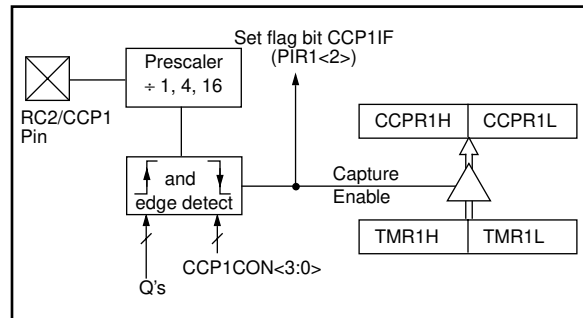 Set flag bit CCP1IF
(PIR1<2>)
Prescaler
÷ 1, 4, 16
RC2/CCP1
Pin
CCPR1H CCPR1L
and
edge detect
Capture
Enable
TMR1H TMR1L
CCP1CON<3:0>
Q's